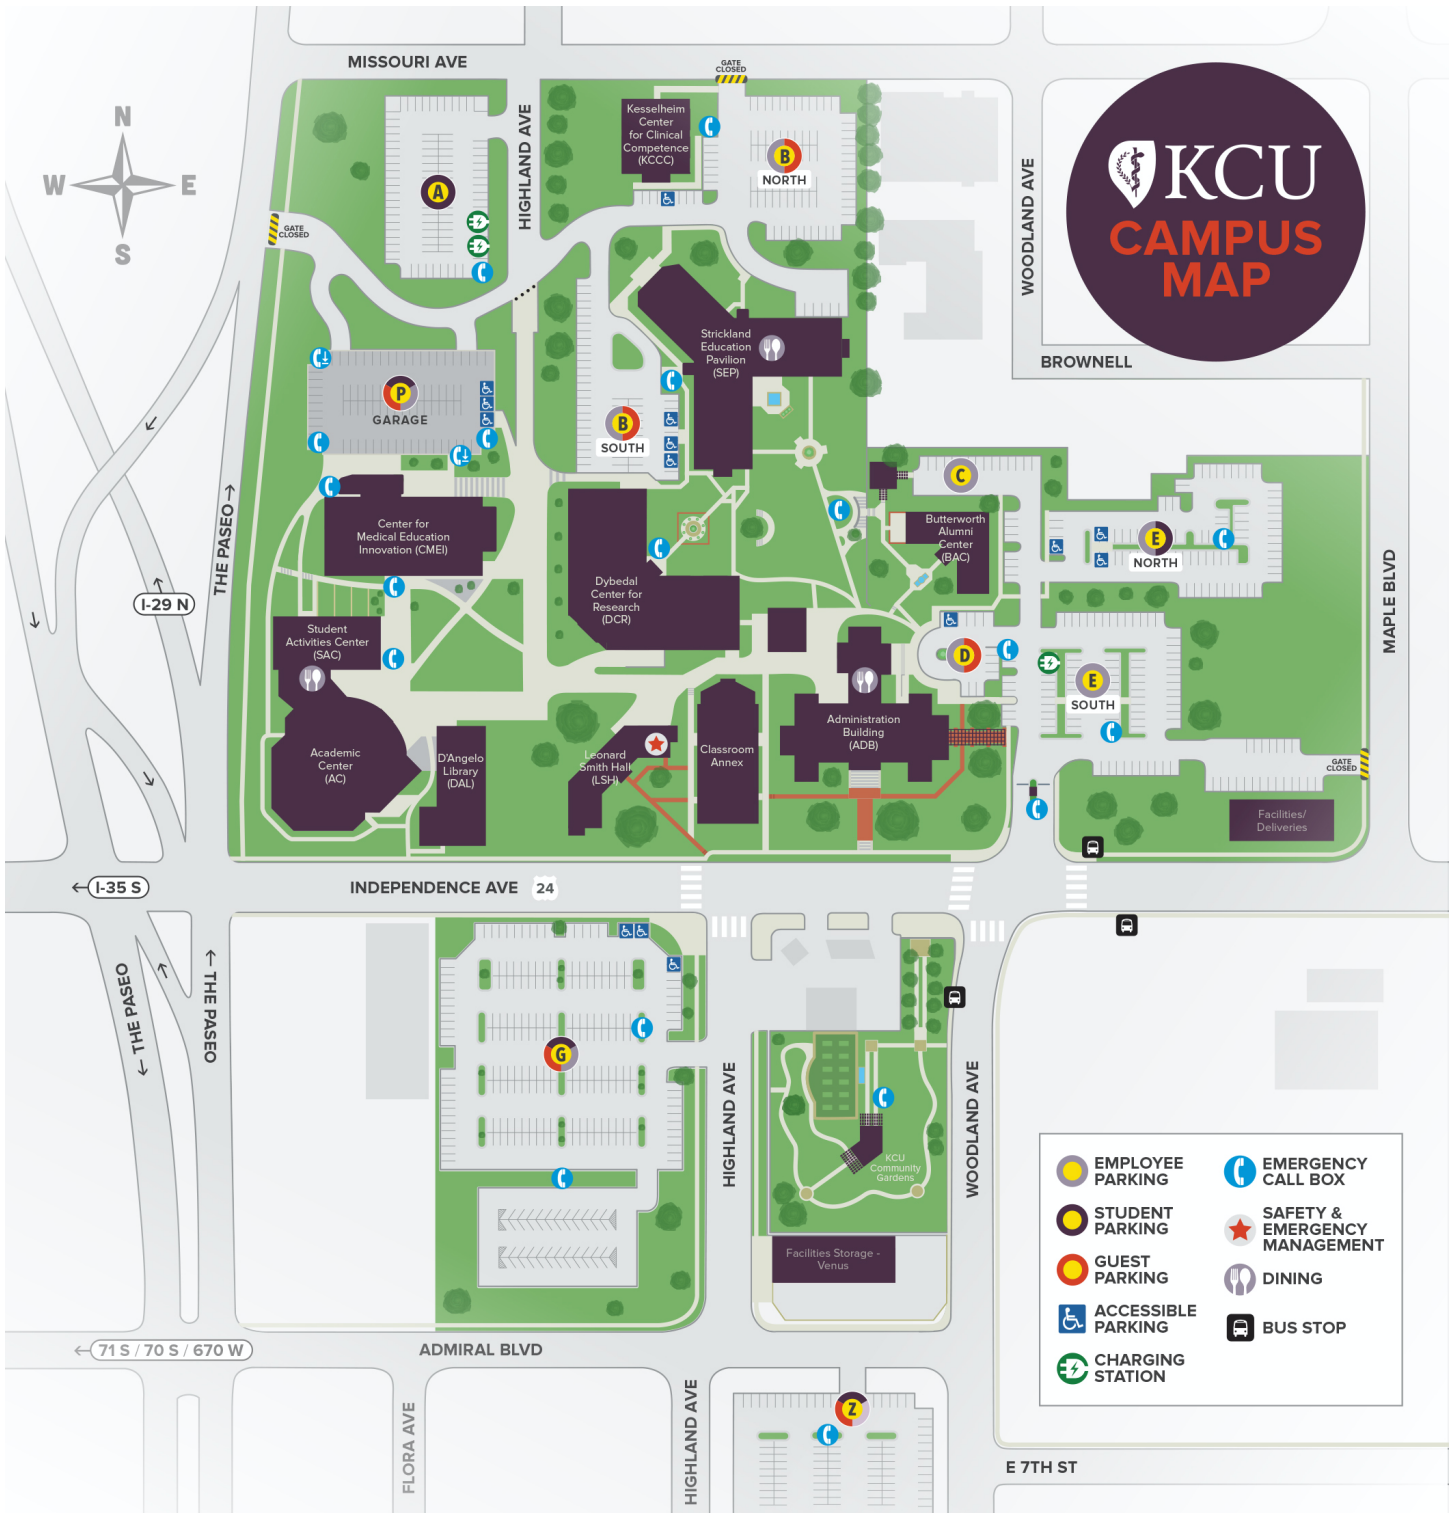 MISSOURI AVE
GATE
CLOSED
N
W
E
S
HIGHLAND AVE
Kesselheim
Center
for Clinical
Competence
(KCCC)
B
NORTH
A
WOODLAND AVE
KCU
CAMPUS
MAP
GATE
CLOSED
BROWNELL
Strickland
Education
Pavilion
(SEP)
P
GARAGE
B
SOUTH
C
THE PASEO
Center for
Medical Education
Innovation (CMEI)
Butterworth
Alumni
Center
(BAC)
E
NORTH
Dybedal
Center for
Research
(DCR)
I-29 N
MAPLE BLVD
Student
Activities Center
(SAC)
D
E
SOUTH
Administration
Building
(ADB)
Academic
Center
(AC)
D'Angelo
Library
(DAL)
Leonard
Smith Hall
(LSH)
Classroom
Annex
GATE
CLOSED
Facilities/
Deliveries
I-35 S
INDEPENDENCE AVE
24
THE PASEO
THE PASEO
G
HIGHLAND AVE
WOODLAND AVE
KCU
Community
Gardens
Facilities Storage -
Venus
EMPLOYEE
PARKING
STUDENT
PARKING
GUEST
PARKING
ACCESSIBLE
PARKING
CHARGING
STATION
EMERGENCY
CALL BOX
SAFETY &
EMERGENCY
MANAGEMENT
DINING
BUS STOP
71 S / 70 S / 670 W
ADMIRAL BLVD
FLORA AVE
HIGHLAND AVE
Z
E 7TH ST